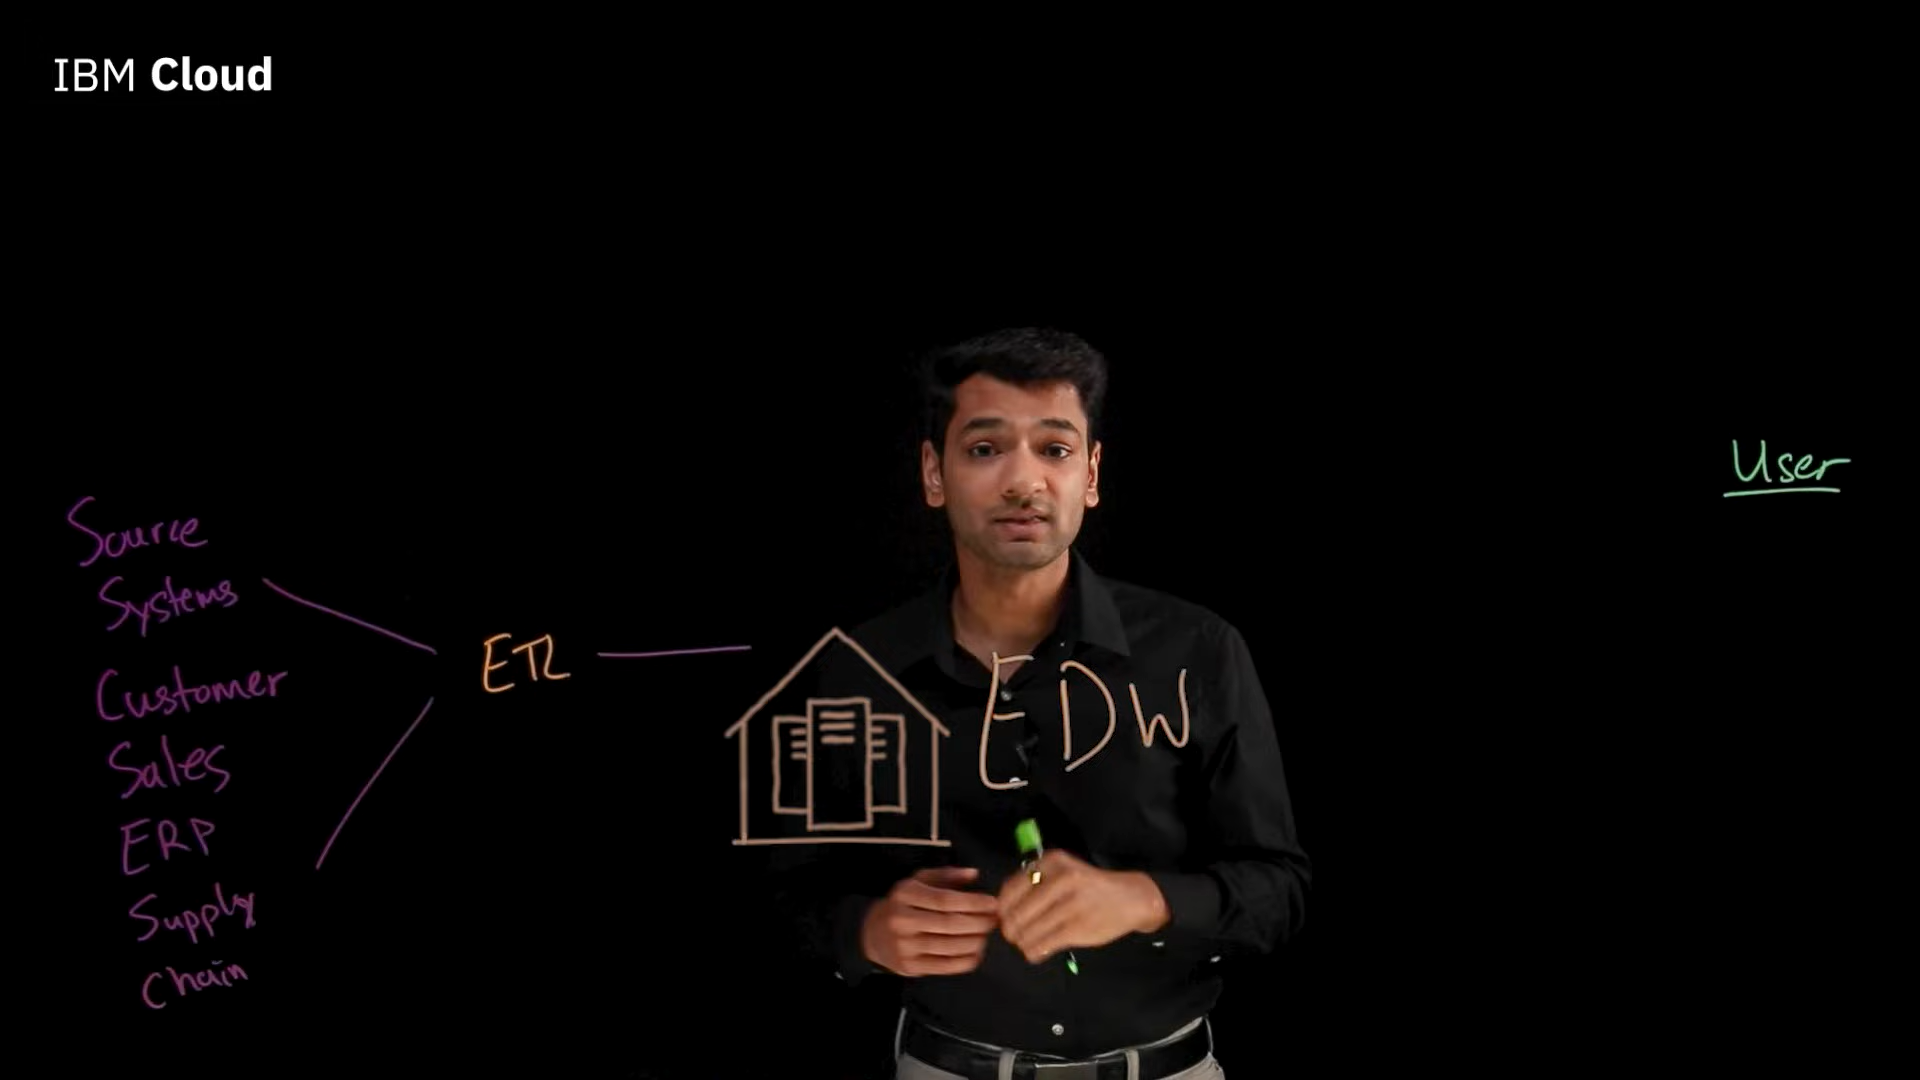 IBM Cloud
User
Source
Systems
Customer
Sales
ERP
Supply
Chain
ETL
EDW